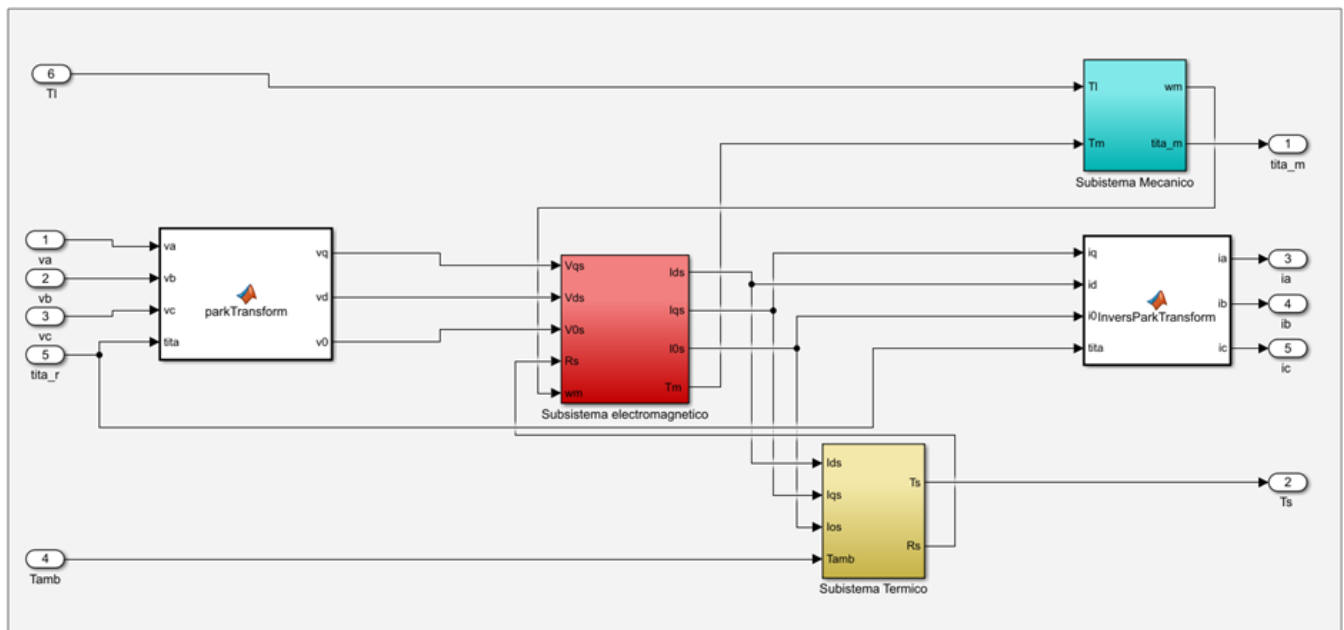 6
Tl
Tl
wm
Tm
tita_m
Subistema Mecanico
1
tita_m
1
va
2
vb
3
vc
5
tita_r
va
vb
vc
tita
parkTransform
vq
vd
v0
Vqs
Vds
V0s
Rs
wm
Ids
Iqs
I0s
Tm
Subsistema electromagnetico
iq
id
i0
tita
InversParkTransform
ia
ib
ic
3
ia
4
ib
5
ic
Ids
Iqs
Ios
Tamb
Ts
Rs
Subistema Termico
2
Ts
4
Tamb